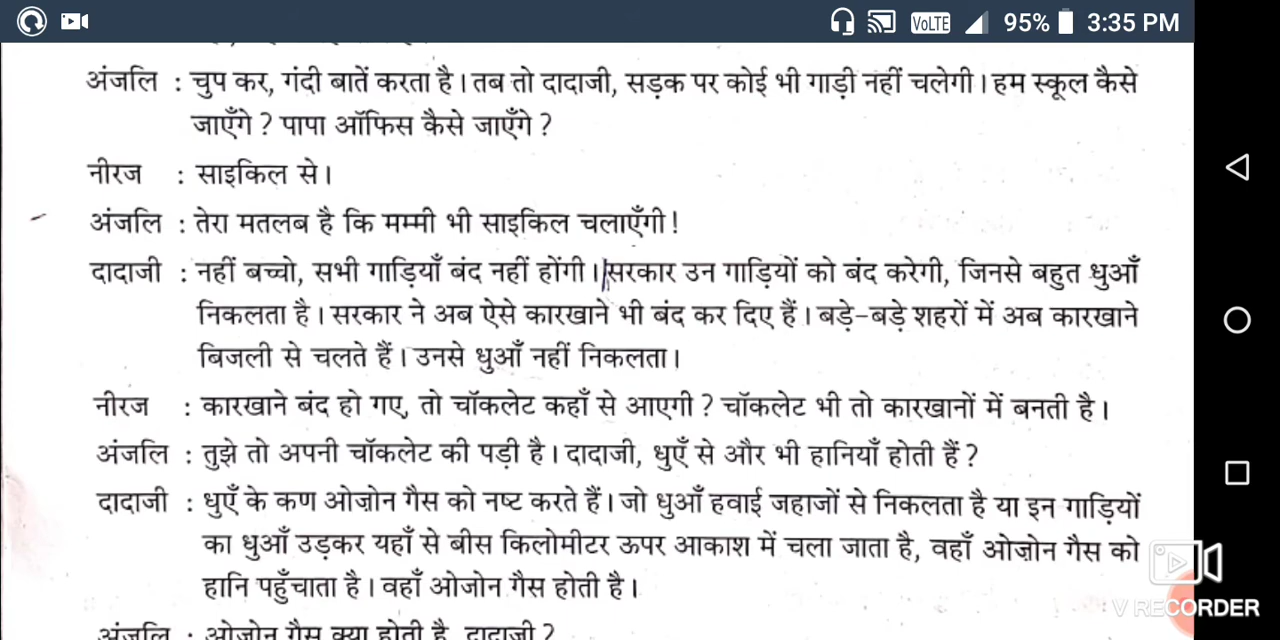 VoLTE 95% 3:35 PM
अंजलि : चुप कर, गंदी बातें करता है। तब तो दादाजी, सड़क पर कोई भी गाड़ी नहीं चलेगी। हम स्कूल कैसे
जाएँगे ? पापा ऑफिस कैसे जाएँगे ?
नीरज : साइकिल से।
अंजलि : तेरा मतलब है कि मम्मी भी साइकिल चलाएँगी !
दादाजी : नहीं बच्चो, सभी गाड़ियाँ बंद नहीं होंगी। सरकार उन गाड़ियों को बंद करेगी, जिनसे बहुत धुआँ
निकलता है। सरकार ने अब ऐसे कारखाने भी बंद कर दिए हैं। बड़े-बड़े शहरों में अब कारखाने
बिजली से चलते हैं। उनसे धुआँ नहीं निकलता।
नीरज : कारखाने बंद हो गए, तो चॉकलेट कहाँ से आएगी ? चॉकलेट भी तो कारखानों में बनती है।
अंजलि : तुझे तो अपनी चॉकलेट की पड़ी है। दादाजी, धुएँ से और भी हानियाँ होती हैं ?
दादाजी : धुएँ के कण ओज़ोन गैस को नष्ट करते हैं। जो धुआँ हवाई जहाजों से निकलता है या इन गाड़ियों
का धुआँ उड़कर यहाँ से बीस किलोमीटर ऊपर आकाश में चला जाता है, वहाँ ओज़ोन गैस को
हानि पहुँचाता है। वहाँ ओजोन गैस होती है।
V RECORDER
अंजलि : ओज़ोन गैस क्या होती है, दादाजी ?